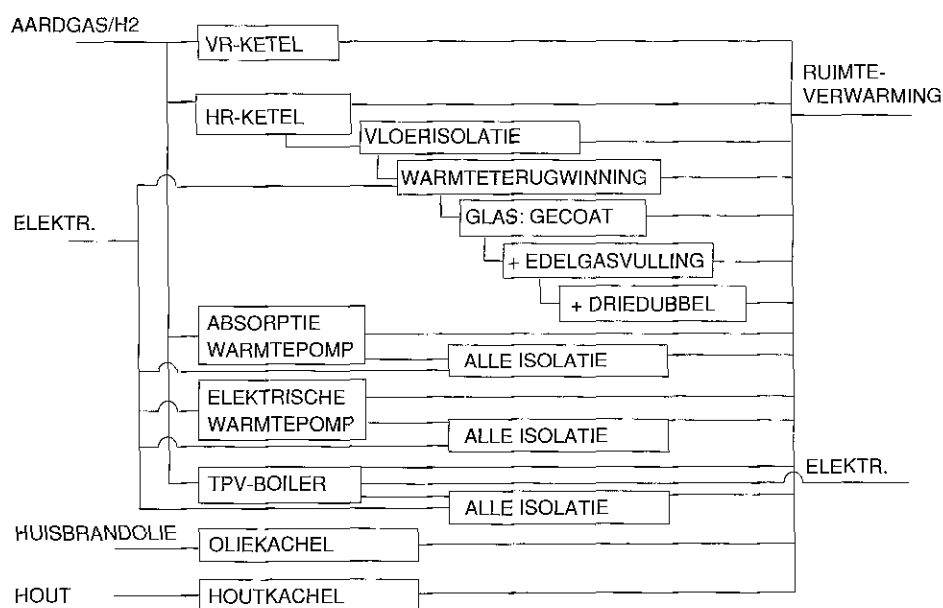 AARDGAS/H2
VR-KETEL
RUIMTE-
VERWARMING
HR-KETEL
VLOERISOLATIE
WARMTETERUGWINNING
ELEKTR.
GLAS: GECOAT
+ EDELGASVULLING
+ DRIEDUBBEL
ABSORPTIE
WARMTEPOMP
ALLE ISOLATIE
ELEKTRISCHE
WARMTEPOMP
ALLE ISOLATIE
TPV-BOILER
ELEKTR.
ALLE ISOLATIE
HUISBRANDOLIE
OLIEKACHEL
HOUT
HOUTKACHEL